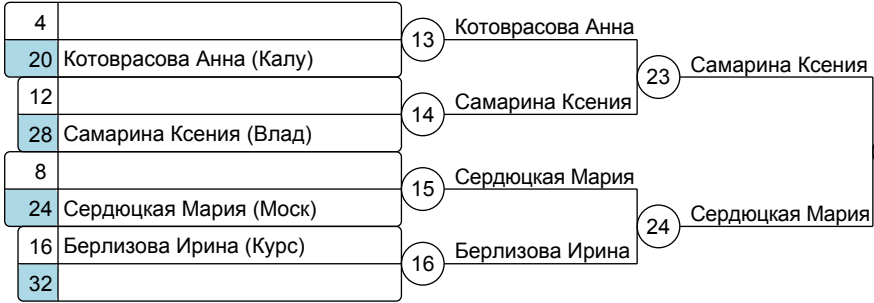 4
13 Котоврасова Анна
20 Котоврасова Анна (Калу)
23 Самарина Ксения
12
14 Самарина Ксения
28 Самарина Ксения (Влад)
8
15 Сердюцкая Мария
24 Сердюцкая Мария (Моск)
24 Сердюцкая Мария
16 Берлизова Ирина (Курс)
16 Берлизова Ирина
32